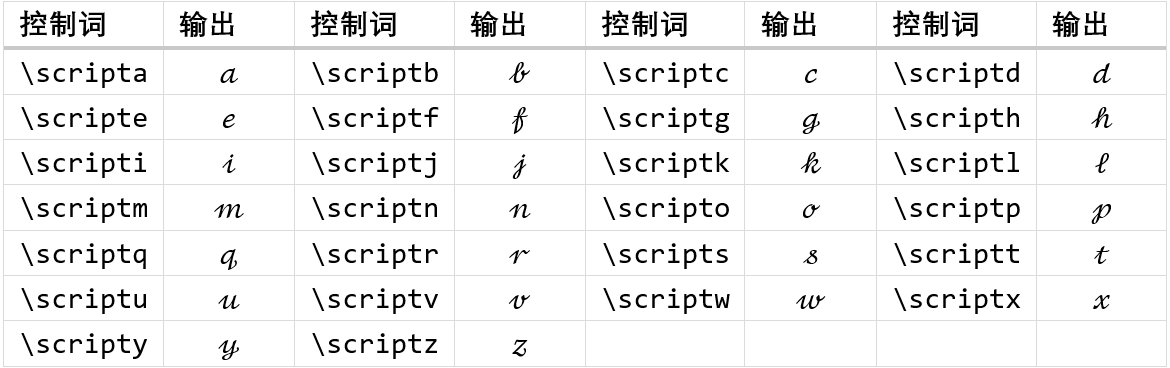 控制词 输出 控制词 输出 控制词 输出 控制词 输出
\scripta 𝒶 \scriptb 𝒷 \scriptc 𝒸 \scriptd 𝒹
\scripte ℯ \scriptf 𝒻 \scriptg ℊ \scripth 𝒽
\scripti 𝒾 \scriptj 𝒿 \scriptk 𝓀 \scriptl ℓ
\scriptm 𝓂 \scriptn 𝓃 \scripto ℴ \scriptp 𝓅
\scriptq 𝓆 \scriptr 𝓇 \scripts 𝓈 \scriptt 𝓉
\scriptu 𝓊 \scriptv 𝓋 \scriptw 𝓌 \scriptx 𝓍
\scripty 𝓎 \scriptz 𝓏